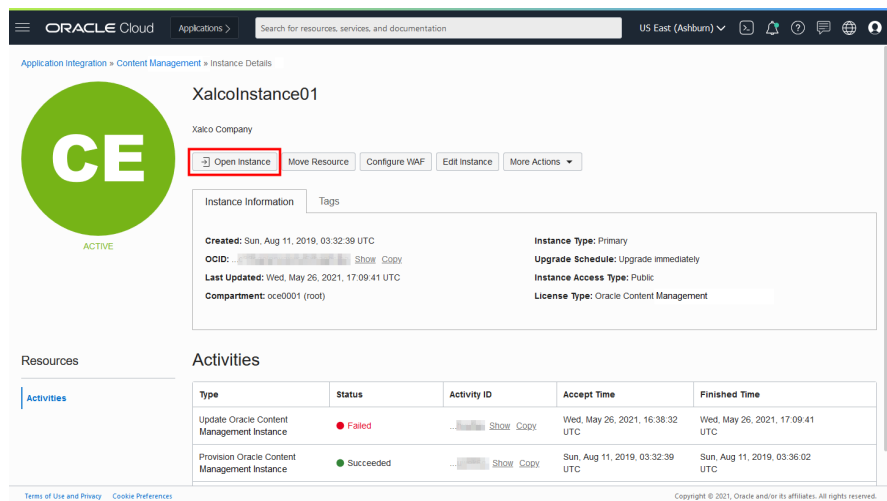 ORACLE Cloud
Applications >
Search for resources, services, and documentation
US East (Ashburn)
Application Integration » Content Management » Instance Details
CE
ACTIVE
XalcoInstance01
Xalco Company
Open Instance
Move Resource
Configure WAF
Edit Instance
More Actions
Instance Information
Tags
Created: Sun, Aug 11, 2019, 03:32:39 UTC
OCID: ... Show Copy
Last Updated: Wed, May 26, 2021, 17:09:41 UTC
Compartment: oce0001 (root)
Instance Type: Primary
Upgrade Schedule: Upgrade immediately
Instance Access Type: Public
License Type: Oracle Content Management
Resources
Activities
Activities
Type Status Activity ID Accept Time Finished Time
Update Oracle Content Failed ... Show Copy Wed, May 26, 2021, 16:38:32 Wed, May 26, 2021, 17:09:41
Management Instance UTC UTC
Provision Oracle Content Succeeded ... Show Copy Sun, Aug 11, 2019, 03:32:39 Sun, Aug 11, 2019, 03:36:02
Management Instance UTC UTC
Terms of Use and Privacy Cookie Preferences
Copyright © 2021, Oracle and/or its affiliates. All rights reserved.